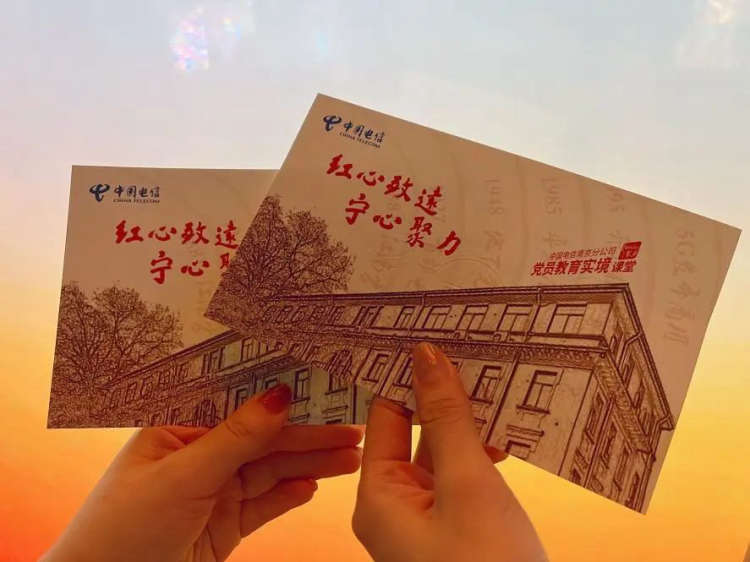 中国电信
CHINA TELECOM
红心致远
宁心聚力
中国电信南京分公司
党员教育实境课堂
中国电信
CHINA TELECOM
红心致远
宁心聚